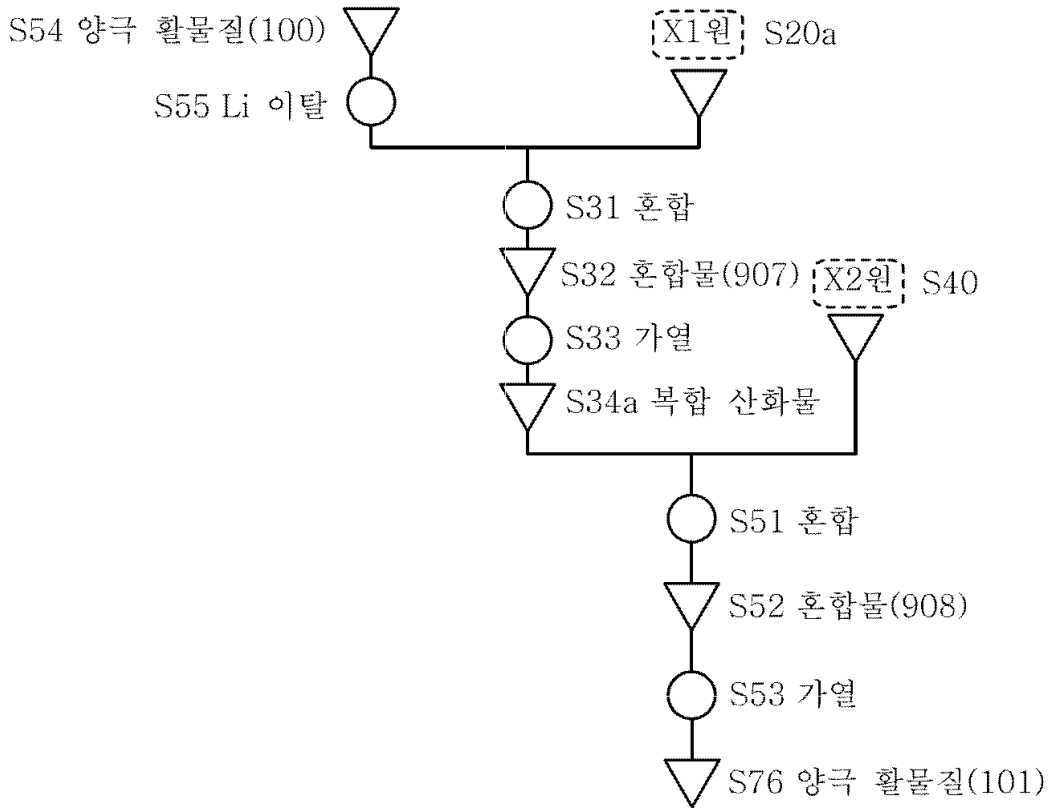 S54 양극 활물질(100)
X1원 S20a
S55 Li 이탈
S31 혼합
S32 혼합물(907)
X2원 S40
S33 가열
S34a 복합 산화물
S51 혼합
S52 혼합물(908)
S53 가열
S76 양극 활물질(101)